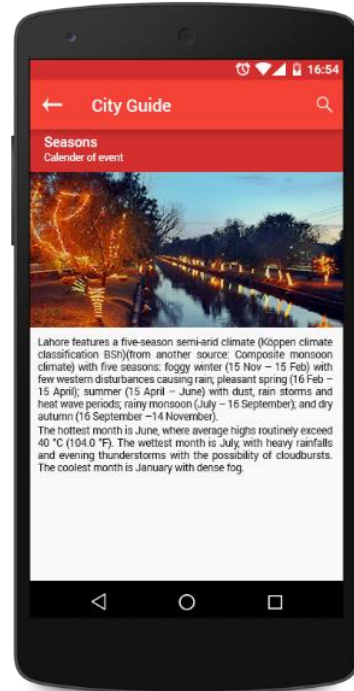 16:54
City Guide
Seasons
Calender of event
Lahore features a five-season semi-arid climate (Köppen climate
classification BSh)(from another source: Composite monsoon
climate) with five seasons: foggy winter (15 Nov – 15 Feb) with
few western disturbances causing rain; pleasant spring (16 Feb –
15 April); summer (15 April – June) with dust, rain storms and
heat wave periods; rainy monsoon (July – 16 September); and dry
autumn (16 September –14 November).
The hottest month is June, where average highs routinely exceed
40 °C (104.0 °F). The wettest month is July, with heavy rainfalls
and evening thunderstorms with the possibility of cloudbursts.
The coolest month is January with dense fog.